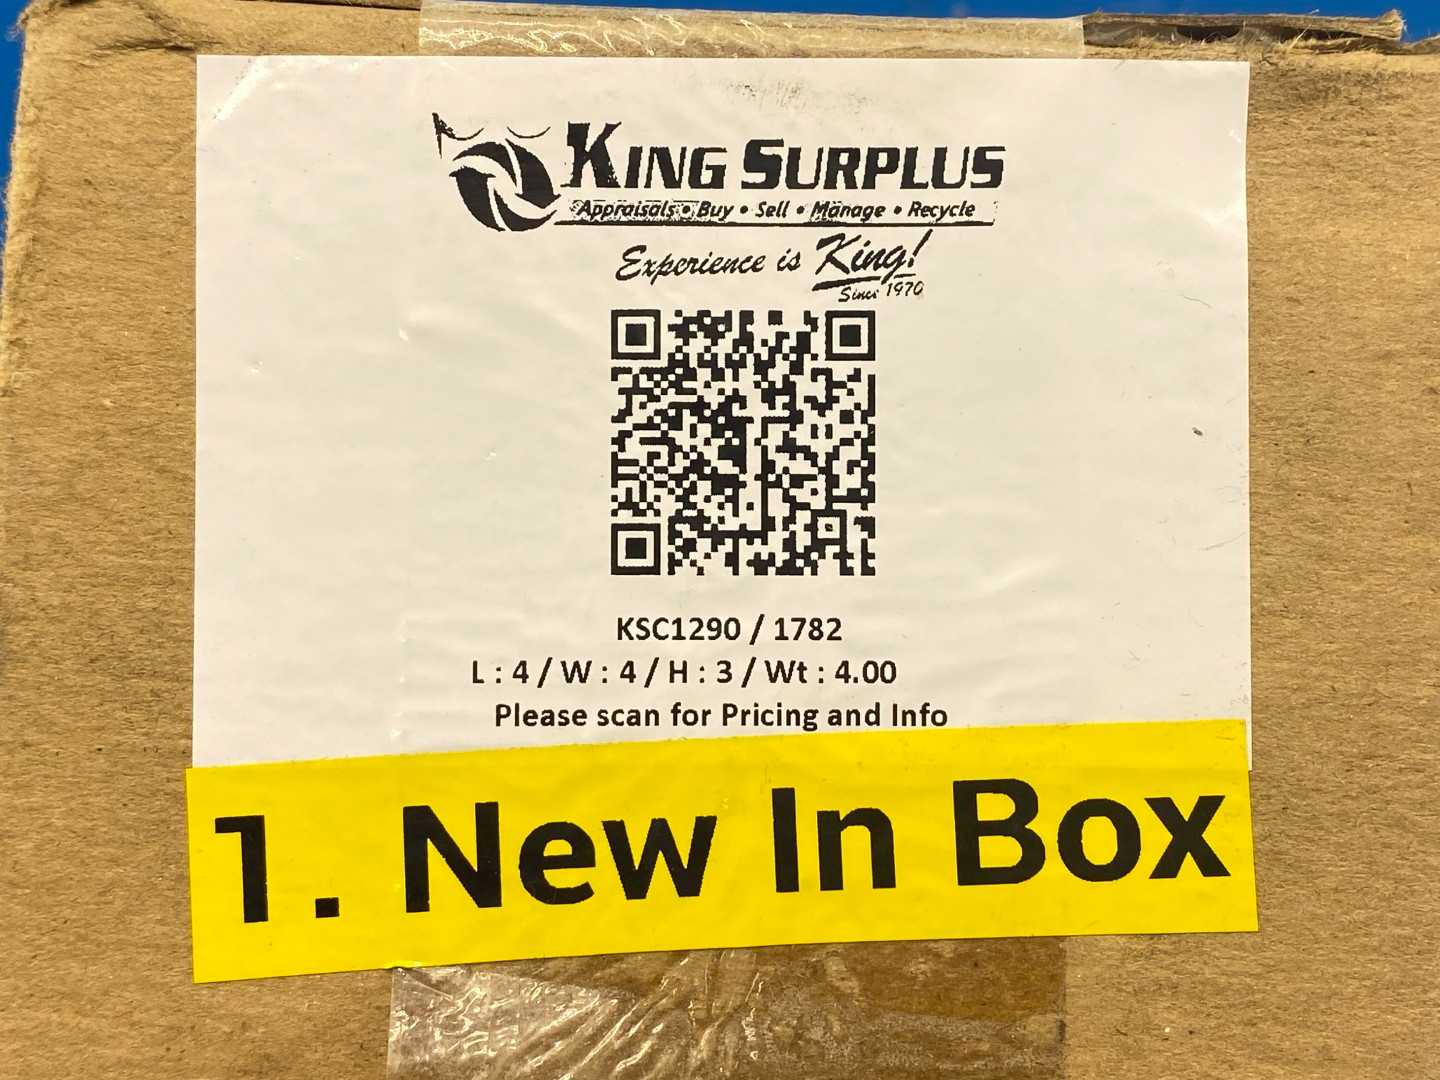 KING SURPLUS
Appraisals • Buy • Sell • Manage • Recycle
Experience is King!
Since 1970
KSC1290 / 1782
L : 4 / W : 4 / H : 3 / Wt : 4.00
Please scan for Pricing and Info
1. New In Box